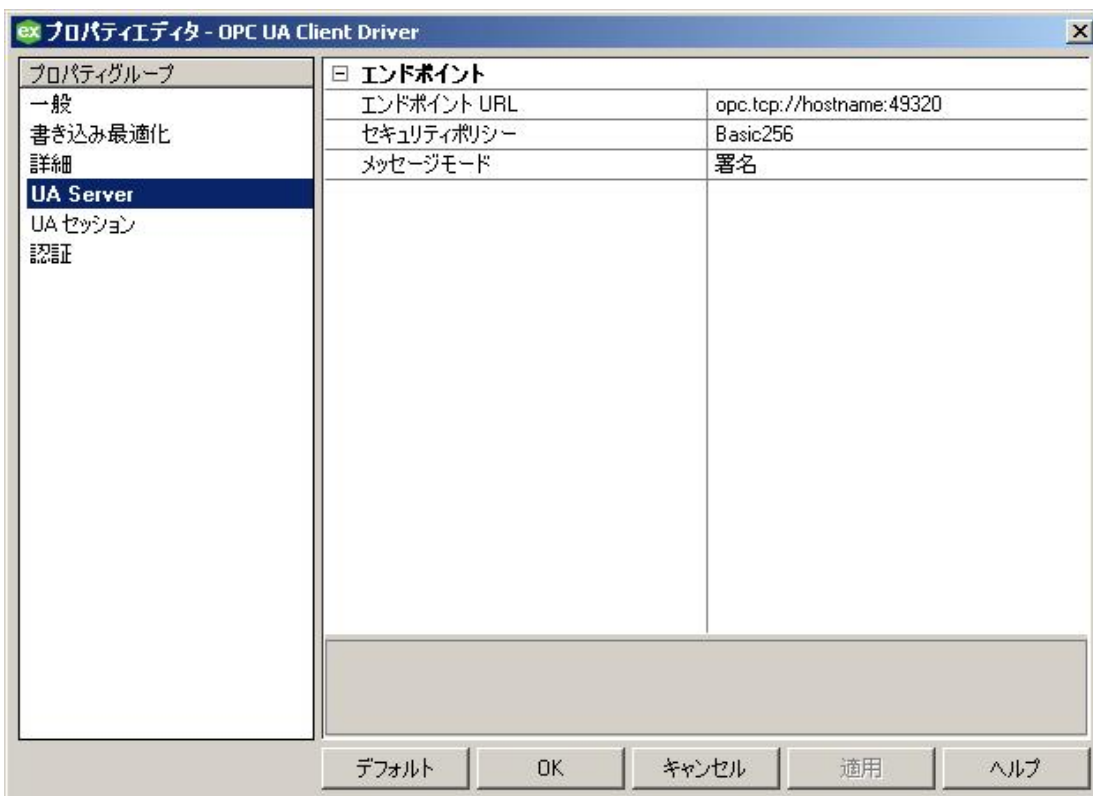 ex プロパティエディタ - OPC UA Client Driver
プロパティグループ
一般
書き込み最適化
詳細
UA Server
UA セッション
認証
エンドポイント
エンドポイント URL opc.tcp://hostname:49320
セキュリティポリシー Basic256
メッセージモード 署名
デフォルト OK キャンセル 適用 ヘルプ